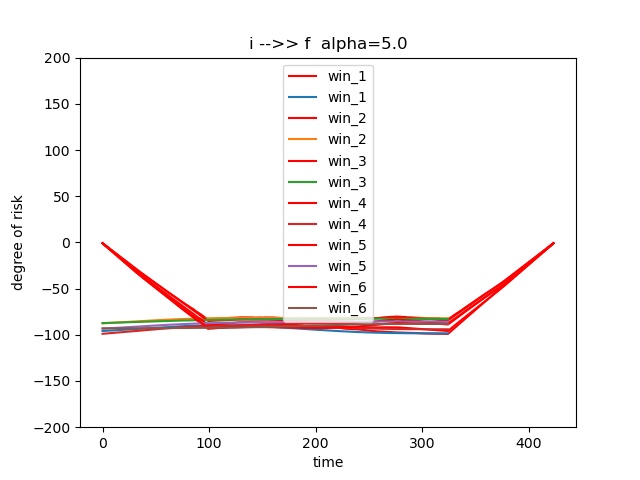 i -->> f  alpha=5.0
200
150
100
50
0
−50
−100
−150
−200
degree of risk
win_1
win_1
win_2
win_2
win_3
win_3
win_4
win_4
win_5
win_5
win_6
win_6
0 100 200 300 400
time